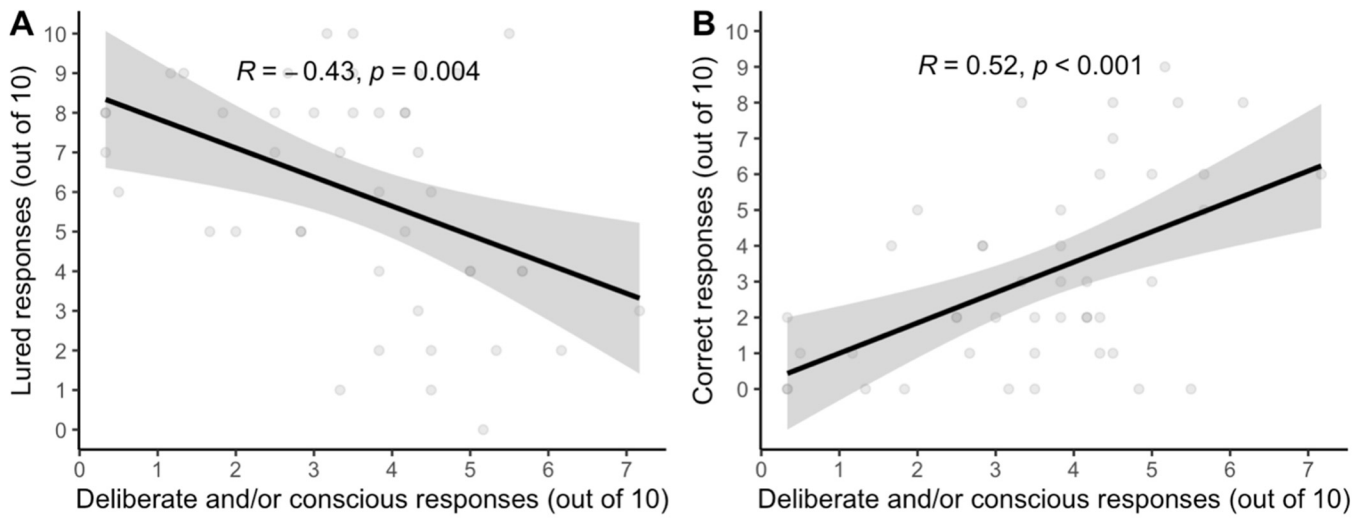 A
R = −0.43, p = 0.004
Lured responses (out of 10)
10
9
8
7
6
5
4
3
2
1
0
0 1 2 3 4 5 6 7
Deliberate and/or conscious responses (out of 10)
B
R = 0.52, p < 0.001
Correct responses (out of 10)
10
9
8
7
6
5
4
3
2
1
0
0 1 2 3 4 5 6 7
Deliberate and/or conscious responses (out of 10)